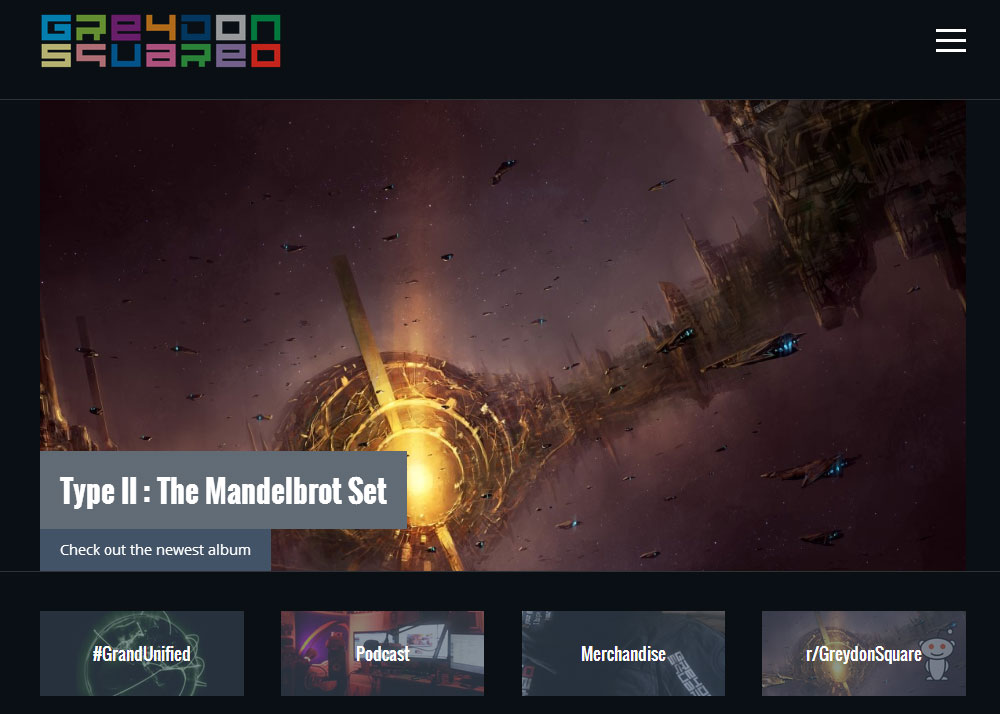 GREYDON
SQUARED
Type II : The Mandelbrot Set
Check out the newest album
#GrandUnified
Podcast
Merchandise
r/GreydonSquare